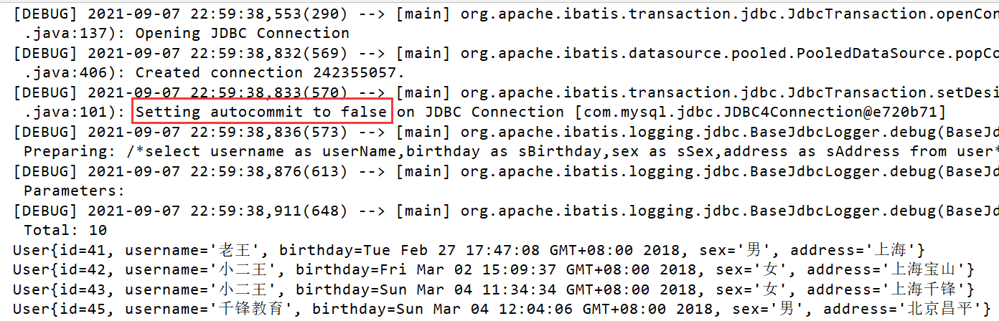 [DEBUG] 2021-09-07 22:59:38,553(290) --> [main] org.apache.ibatis.transaction.jdbc.JdbcTransaction.openCon
.java:137): Opening JDBC Connection
[DEBUG] 2021-09-07 22:59:38,832(569) --> [main] org.apache.ibatis.datasource.pooled.PooledDataSource.popCo
.java:406): Created connection 242355057.
[DEBUG] 2021-09-07 22:59:38,833(570) --> [main] org.apache.ibatis.transaction.jdbc.JdbcTransaction.setDesi
.java:101): Setting autocommit to false on JDBC Connection [com.mysql.jdbc.JDBC4Connection@e720b71]
[DEBUG] 2021-09-07 22:59:38,836(573) --> [main] org.apache.ibatis.logging.jdbc.BaseJdbcLogger.debug(BaseJd
Preparing: /*select username as userName,birthday as sBirthday,sex as sSex,address as sAddress from user*
[DEBUG] 2021-09-07 22:59:38,876(613) --> [main] org.apache.ibatis.logging.jdbc.BaseJdbcLogger.debug(BaseJd
Parameters:
[DEBUG] 2021-09-07 22:59:38,911(648) --> [main] org.apache.ibatis.logging.jdbc.BaseJdbcLogger.debug(BaseJd
Total: 10
User{id=41, username='老王', birthday=Tue Feb 27 17:47:08 GMT+08:00 2018, sex='男', address='上海'}
User{id=42, username='小二王', birthday=Fri Mar 02 15:09:37 GMT+08:00 2018, sex='女', address='上海宝山'}
User{id=43, username='小二王', birthday=Sun Mar 04 11:34:34 GMT+08:00 2018, sex='女', address='上海千锋'}
User{id=45, username='千锋教育', birthday=Sun Mar 04 12:04:06 GMT+08:00 2018, sex='男', address='北京昌平'}